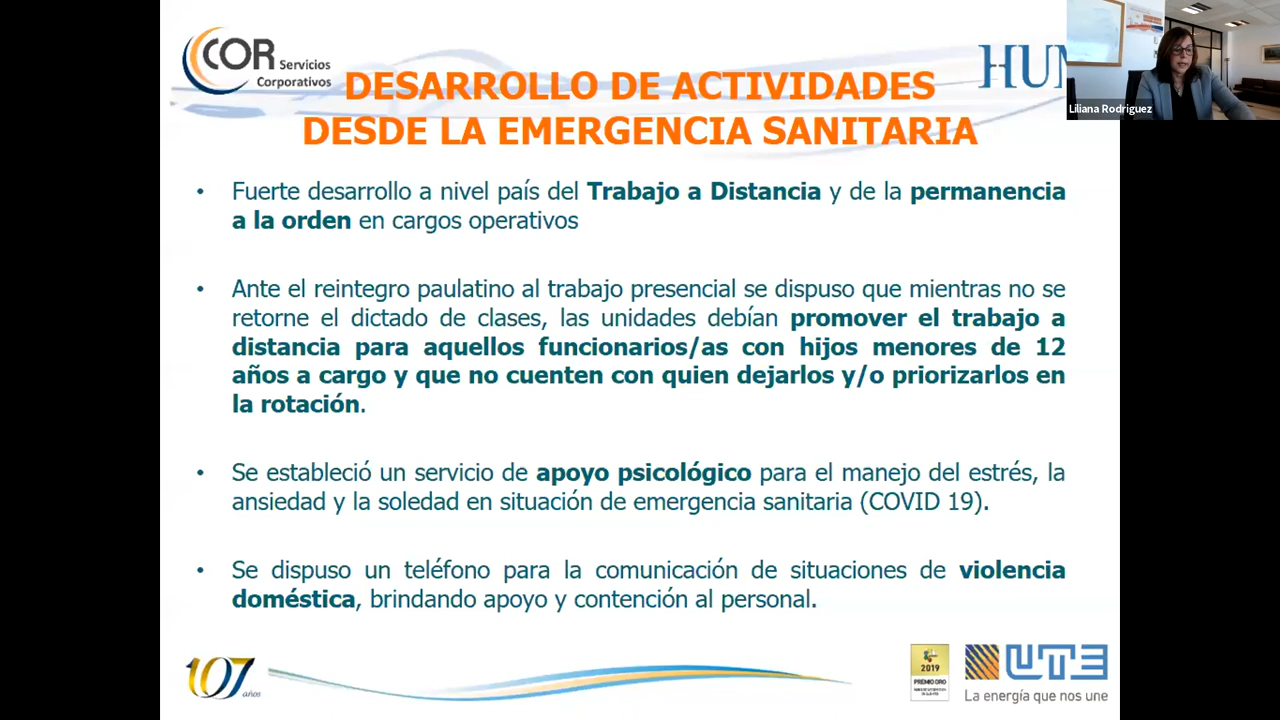 COR Servicios
Corporativos
HUM
Liliana Rodriguez
DESARROLLO DE ACTIVIDADES
DESDE LA EMERGENCIA SANITARIA
• Fuerte desarrollo a nivel país del Trabajo a Distancia y de la permanencia
a la orden en cargos operativos
• Ante el reintegro paulatino al trabajo presencial se dispuso que mientras no se
retorne el dictado de clases, las unidades debían promover el trabajo a
distancia para aquellos funcionarios/as con hijos menores de 12
años a cargo y que no cuenten con quien dejarlos y/o priorizarlos en
la rotación.
• Se estableció un servicio de apoyo psicológico para el manejo del estrés, la
ansiedad y la soledad en situación de emergencia sanitaria (COVID 19).
• Se dispuso un teléfono para la comunicación de situaciones de violencia
doméstica, brindando apoyo y contención al personal.
107 años
2019
PREMIO ORO
UTE
La energía que nos une